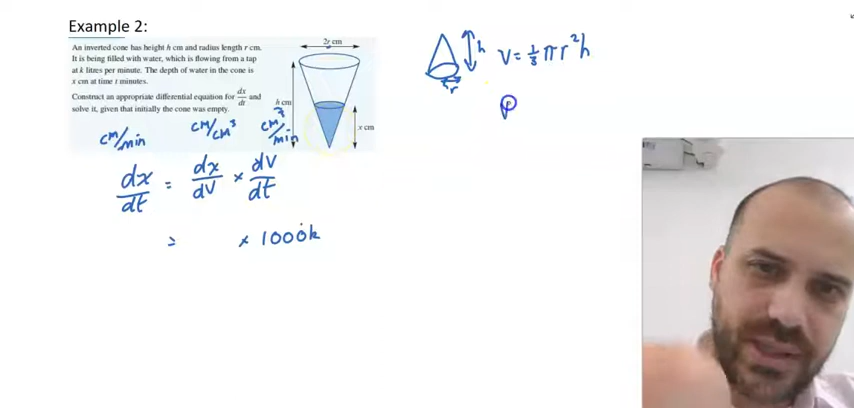 Example 2:
An inverted cone has height h cm and radius length r cm.
It is being filled with water, which is flowing from a tap
at k litres per minute. The depth of water in the cone is
x cm at time t minutes.
Construct an appropriate differential equation for dx/dt and
solve it, given that initially the cone was empty.
2r cm
h cm
x cm
cm/min cm/cm³ cm³/min
dx/dt = dx/dV × dV/dt
= × 1000k
h
r
V = 1/3 πr²h